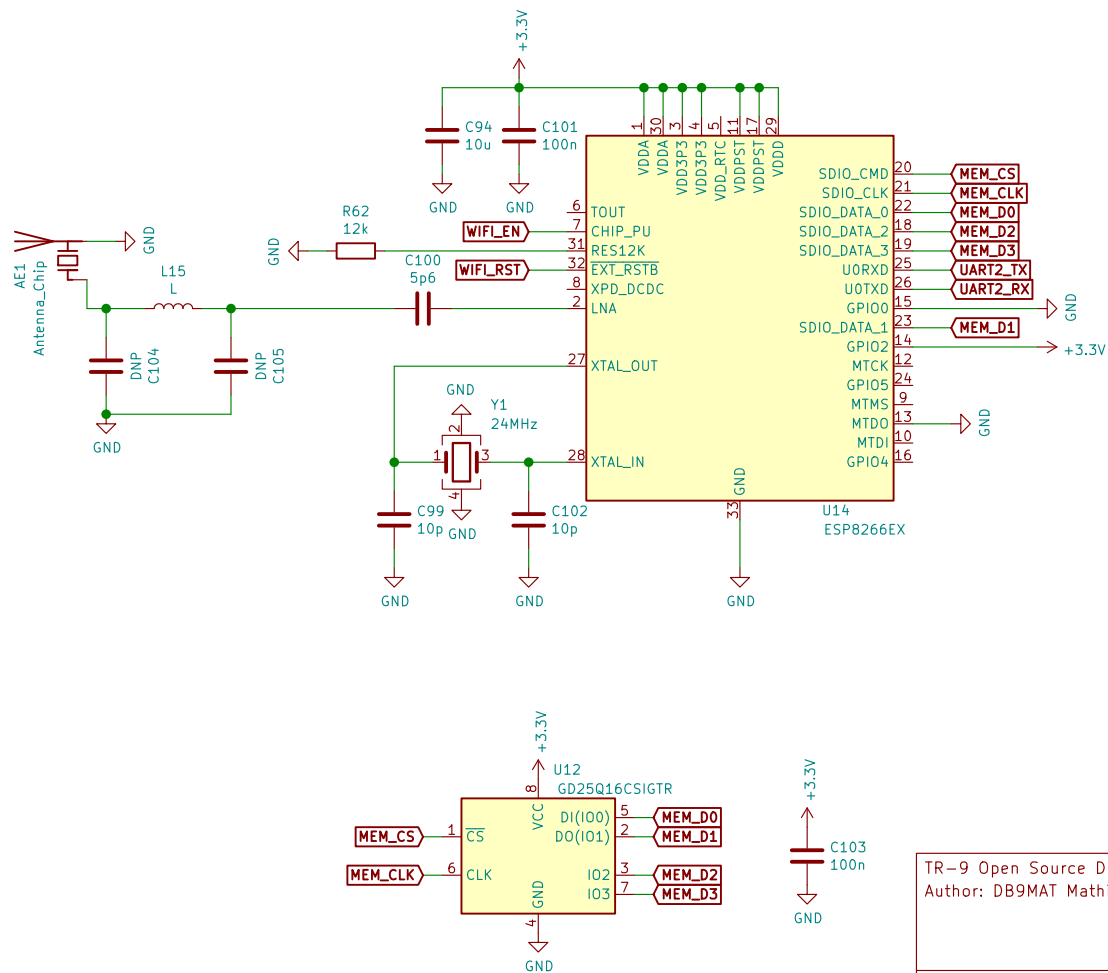 +3.3V
C94
10u
C101
100n
GND
GND
1
30
3
4
5
11
17
29
VDDA
VDDA
VDD3P3
VDD3P3
VDD_RTC
VDDPST
VDDPST
VDDD
AE1
Antenna_Chip
GND
L15
L
DNP
C104
DNP
C105
GND
R62
12k
GND
C100
5p6
WIFI_EN
WIFI_RST
6 TOUT
7 CHIP_PU
31 RES12K
32 EXT_RSTB
8 XPD_DCDC
2 LNA
27 XTAL_OUT
28 XTAL_IN
SDIO_CMD 20 MEM_CS
SDIO_CLK 21 MEM_CLK
SDIO_DATA_0 22 MEM_D0
SDIO_DATA_2 18 MEM_D2
SDIO_DATA_3 19 MEM_D3
U0RXD 25 UART2_TX
U0TXD 26 UART2_RX
GPIO0 15 GND
SDIO_DATA_1 23 MEM_D1
GPIO2 14 +3.3V
MTCK 12
GPIO5 24
MTMS 9
MTDO 13 GND
MTDI 10
GPIO4 16
GND
33
GND
U14
ESP8266EX
GND
Y1
24MHz
2
1
3
4
GND
C99
10p
GND
C102
10p
GND
+3.3V
U12
GD25Q16CSIGTR
8
VCC
MEM_CS 1 CS
MEM_CLK 6 CLK
DI(IO0) 5 MEM_D0
DO(IO1) 2 MEM_D1
IO2 3 MEM_D2
IO3 7 MEM_D3
GND
4
GND
+3.3V
C103
100n
GND
TR-9 Open Source D
Author: DB9MAT Mathi